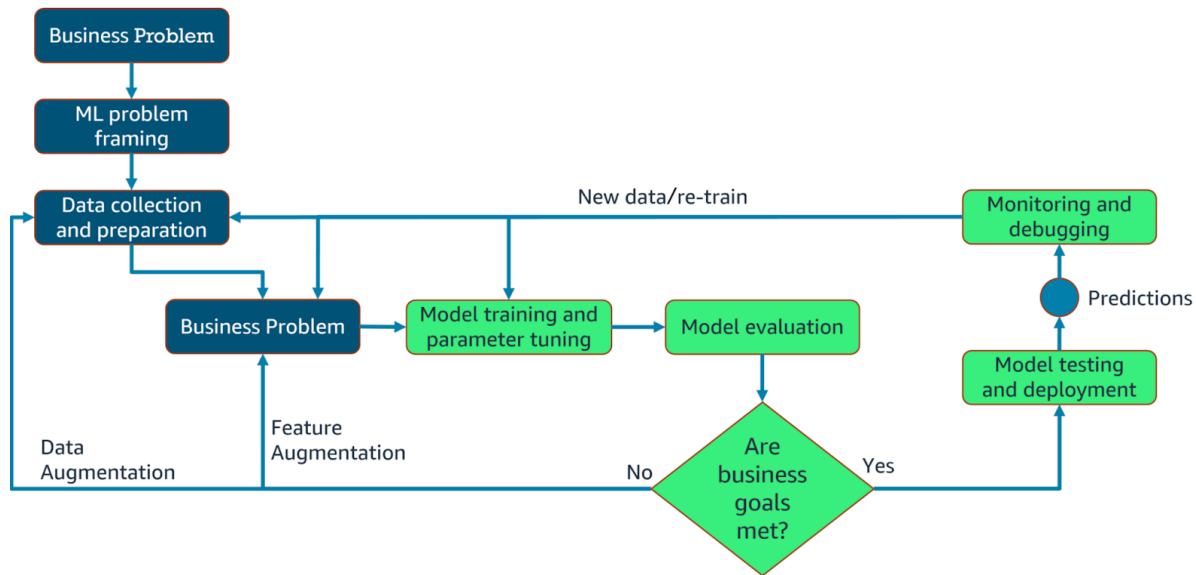 Business Problem
ML problem
framing
Data collection
and preparation
New data/re-train
Monitoring and
debugging
Predictions
Business Problem
Model training and
parameter tuning
Model evaluation
Model testing
and deployment
Data
Augmentation
Feature
Augmentation
No
Are
business
goals
met?
Yes